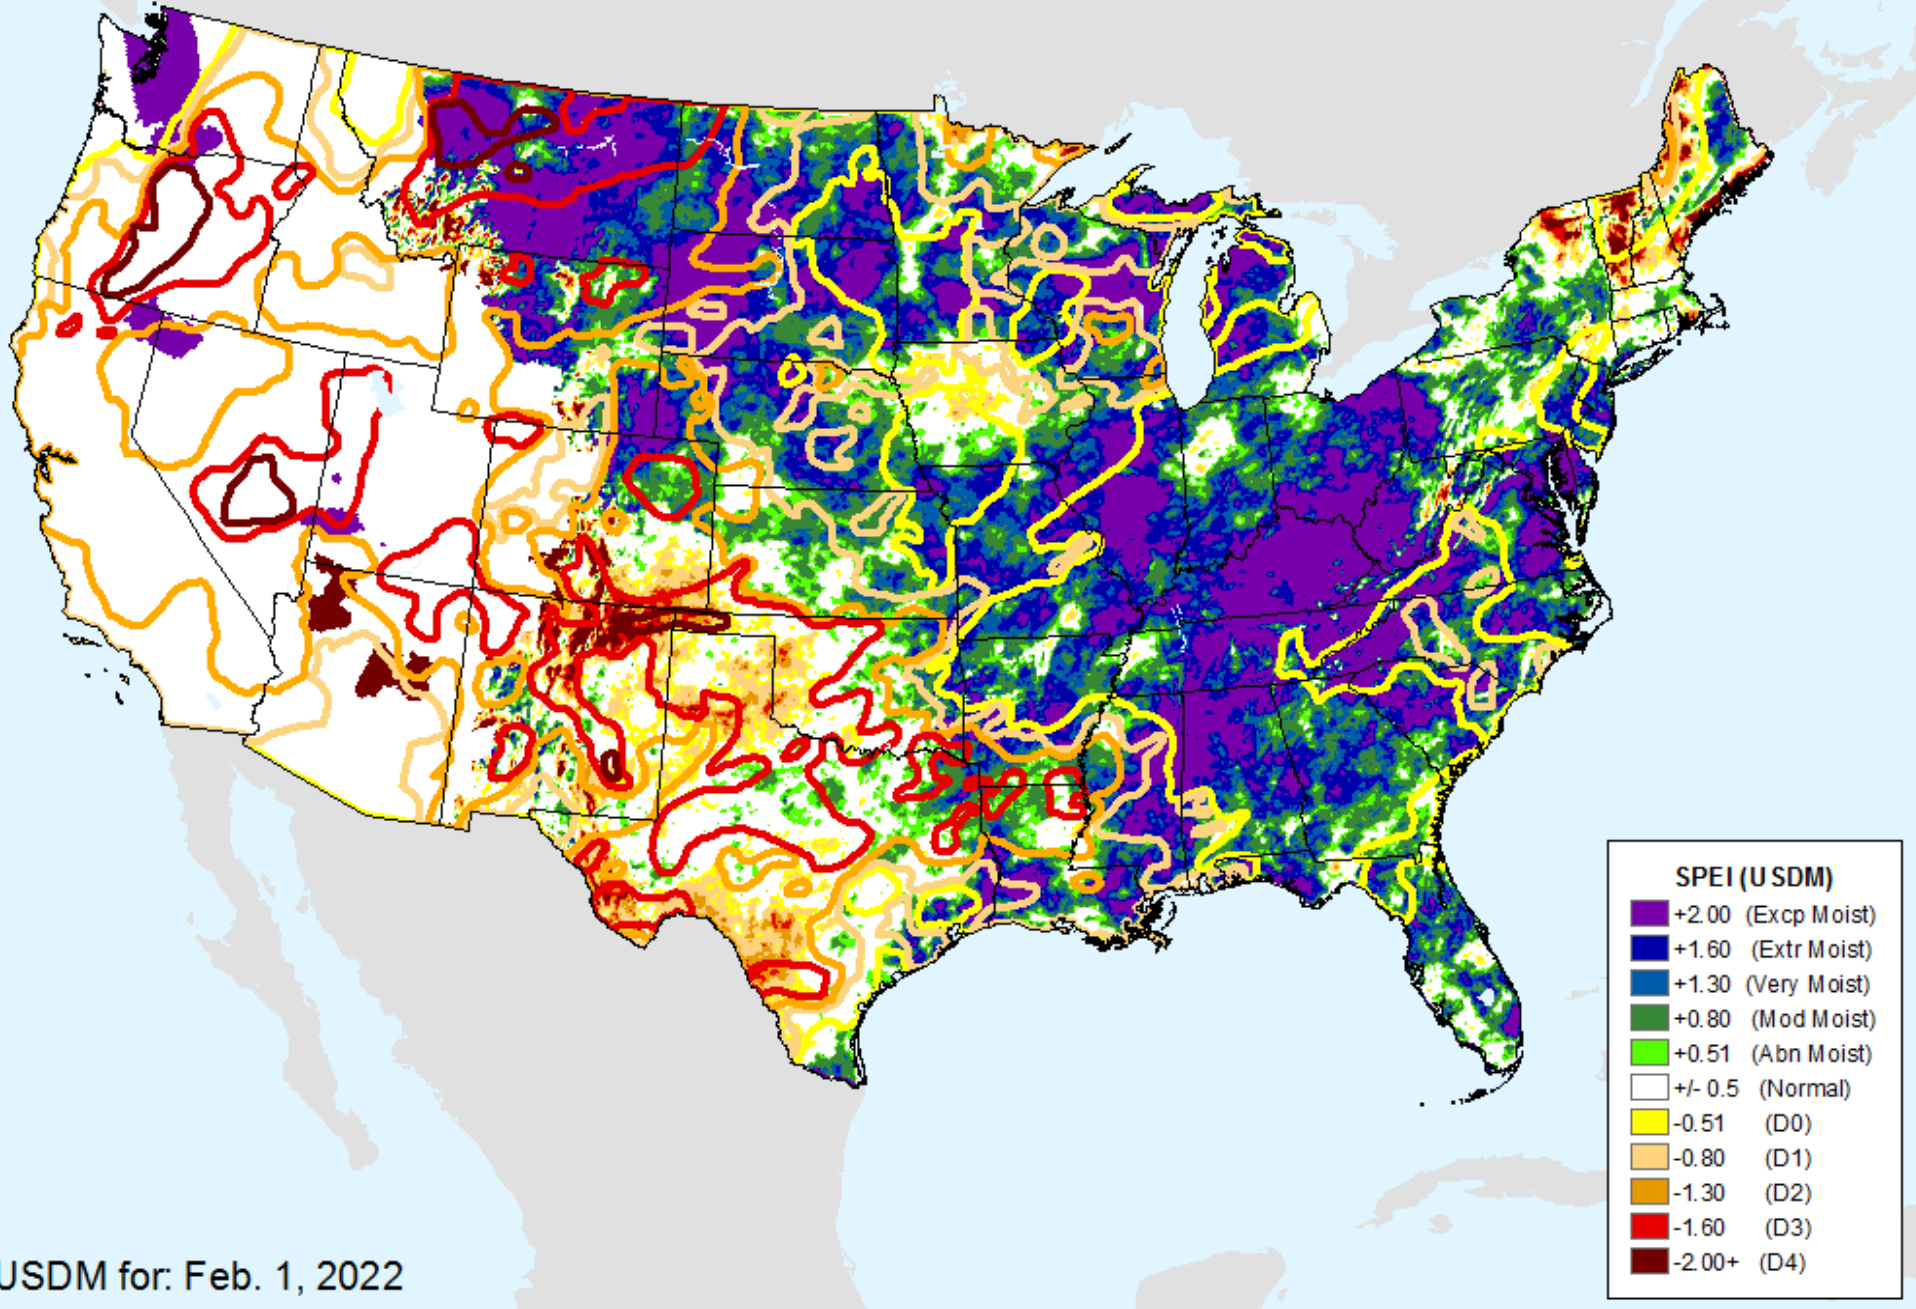 SPEI (USDM)
+2.00 (Excp Moist)
+1.60 (Extr Moist)
+1.30 (Very Moist)
+0.80 (Mod Moist)
+0.51 (Abn Moist)
+/- 0.5 (Normal)
-0.51 (D0)
-0.80 (D1)
-1.30 (D2)
-1.60 (D3)
-2.00+ (D4)
USDM for: Feb. 1, 2022